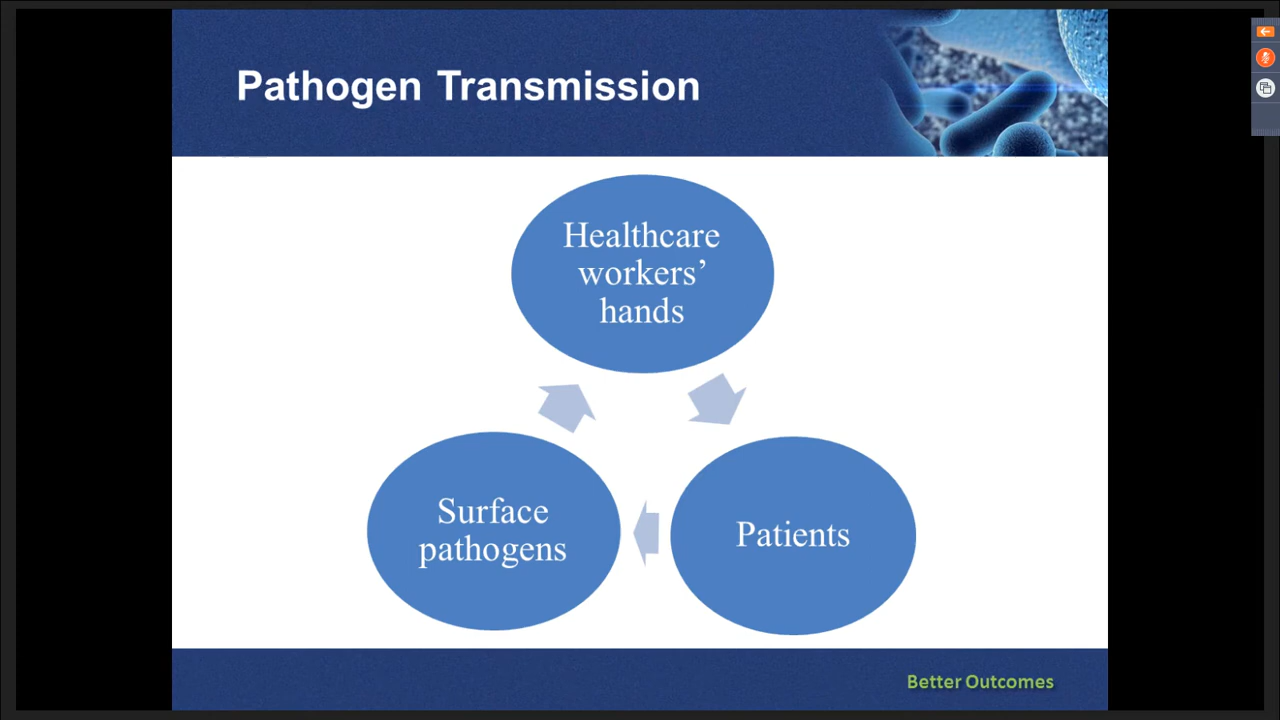 Pathogen Transmission
Healthcare
workers’
hands
Surface
pathogens
Patients
Better Outcomes